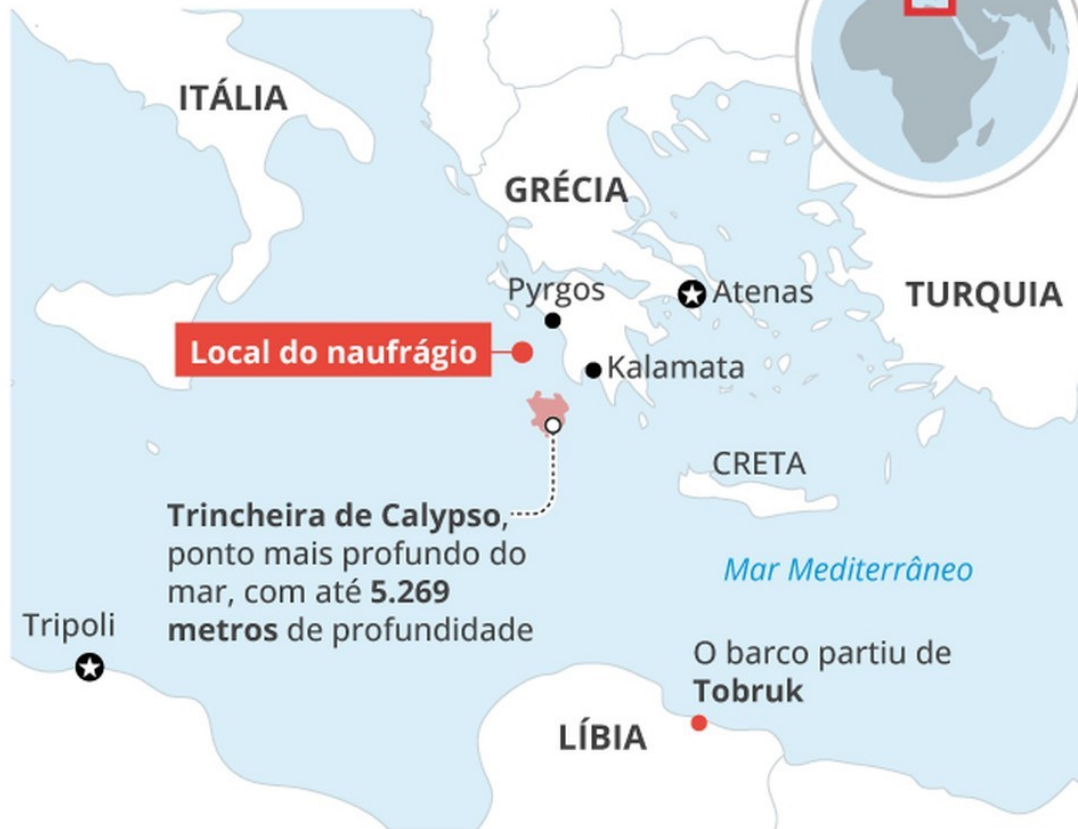 ITÁLIA
GRÉCIA
Pyrgos
Atenas
TURQUIA
Local do naufrágio
Kalamata
CRETA
Trincheira de Calypso,
ponto mais profundo do
mar, com até 5.269
metros de profundidade
Mar Mediterrâneo
Tripoli
O barco partiu de
Tobruk
LÍBIA